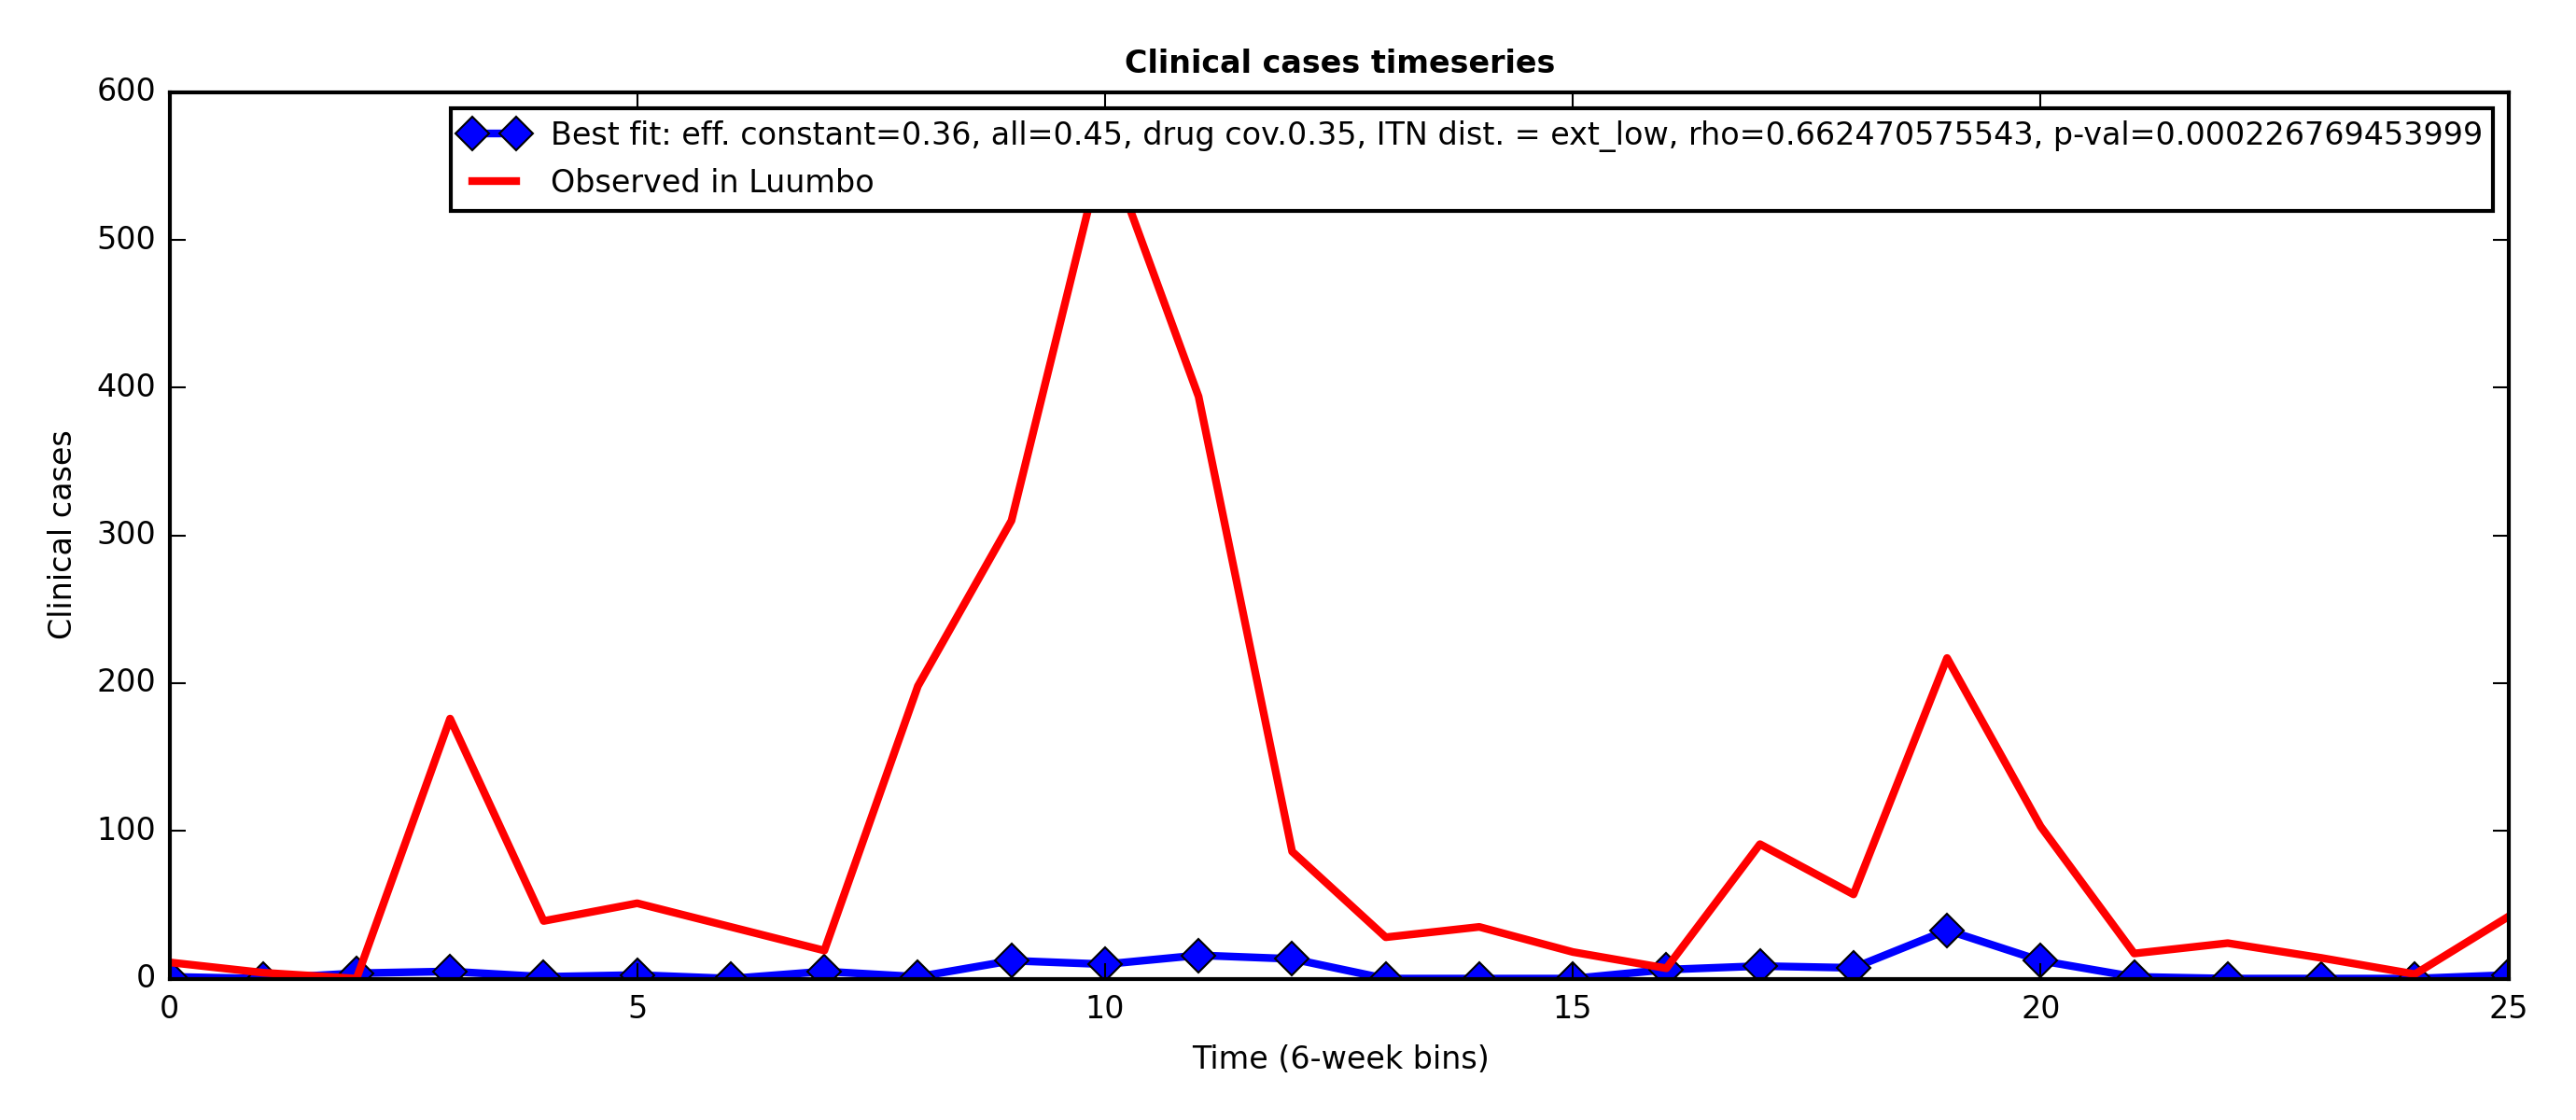 Clinical cases timeseries
600
500
400
300
200
100
0
Clinical cases
Best fit: eff. constant=0.36, all=0.45, drug cov.0.35, ITN dist. = ext_low, rho=0.662470575543, p-val=0.000226769453999
Observed in Luumbo
0 5 10 15 20 25
Time (6-week bins)